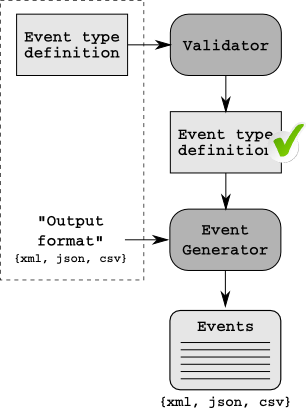 Event type
definition
Validator
Event type
definition
"Output
format"
{xml, json, csv}
Event
Generator
Events
{xml, json, csv}